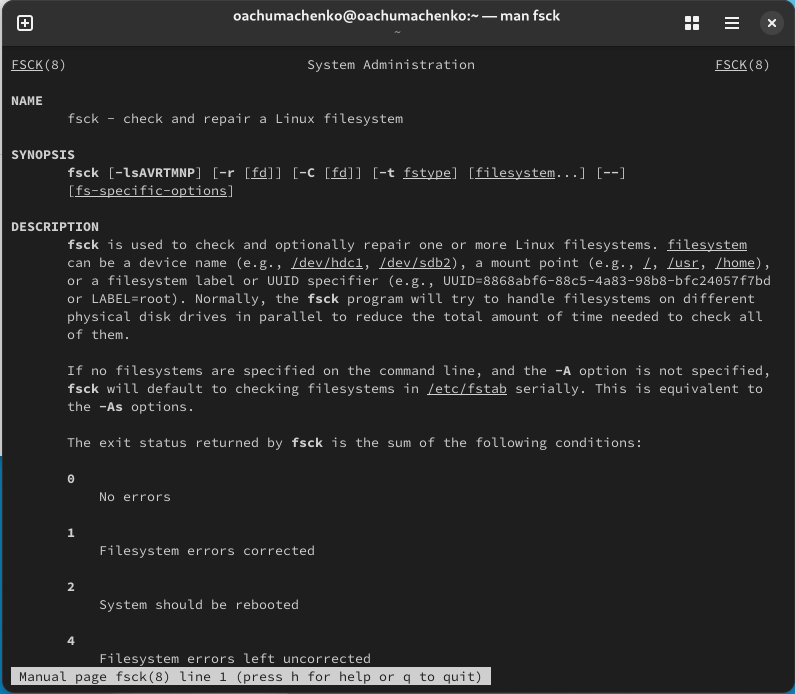 oachumachenko@oachumachenko:~ — man fsck
~
FSCK(8) System Administration FSCK(8)
NAME
fsck - check and repair a Linux filesystem
SYNOPSIS
fsck [-lsAVRTMNP] [-r [fd]] [-C [fd]] [-t fstype] [filesystem...] [--]
[fs-specific-options]
DESCRIPTION
fsck is used to check and optionally repair one or more Linux filesystems. filesystem
can be a device name (e.g., /dev/hdc1, /dev/sdb2), a mount point (e.g., /, /usr, /home),
or a filesystem label or UUID specifier (e.g., UUID=8868abf6-88c5-4a83-98b8-bfc24057f7bd
or LABEL=root). Normally, the fsck program will try to handle filesystems on different
physical disk drives in parallel to reduce the total amount of time needed to check all
of them.
If no filesystems are specified on the command line, and the -A option is not specified,
fsck will default to checking filesystems in /etc/fstab serially. This is equivalent to
the -As options.
The exit status returned by fsck is the sum of the following conditions:
0
No errors
1
Filesystem errors corrected
2
System should be rebooted
4
Filesystem errors left uncorrected
Manual page fsck(8) line 1 (press h for help or q to quit)